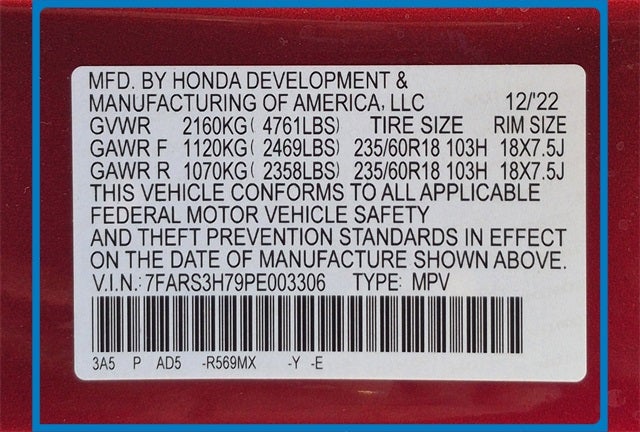 MFD. BY HONDA DEVELOPMENT &
MANUFACTURING OF AMERICA, LLC 12/'22
GVWR 2160KG( 4761LBS) TIRE SIZE RIM SIZE
GAWR F 1120KG( 2469LBS) 235/60R18 103H 18X7.5J
GAWR R 1070KG( 2358LBS) 235/60R18 103H 18X7.5J
THIS VEHICLE CONFORMS TO ALL APPLICABLE
FEDERAL MOTOR VEHICLE SAFETY
AND THEFT PREVENTION STANDARDS IN EFFECT
ON THE DATE OF MANUFACTURE SHOWN ABOVE.
V.I.N.: 7FARS3H79PE003306 TYPE: MPV
3A5 P AD5 -R569MX -Y -E